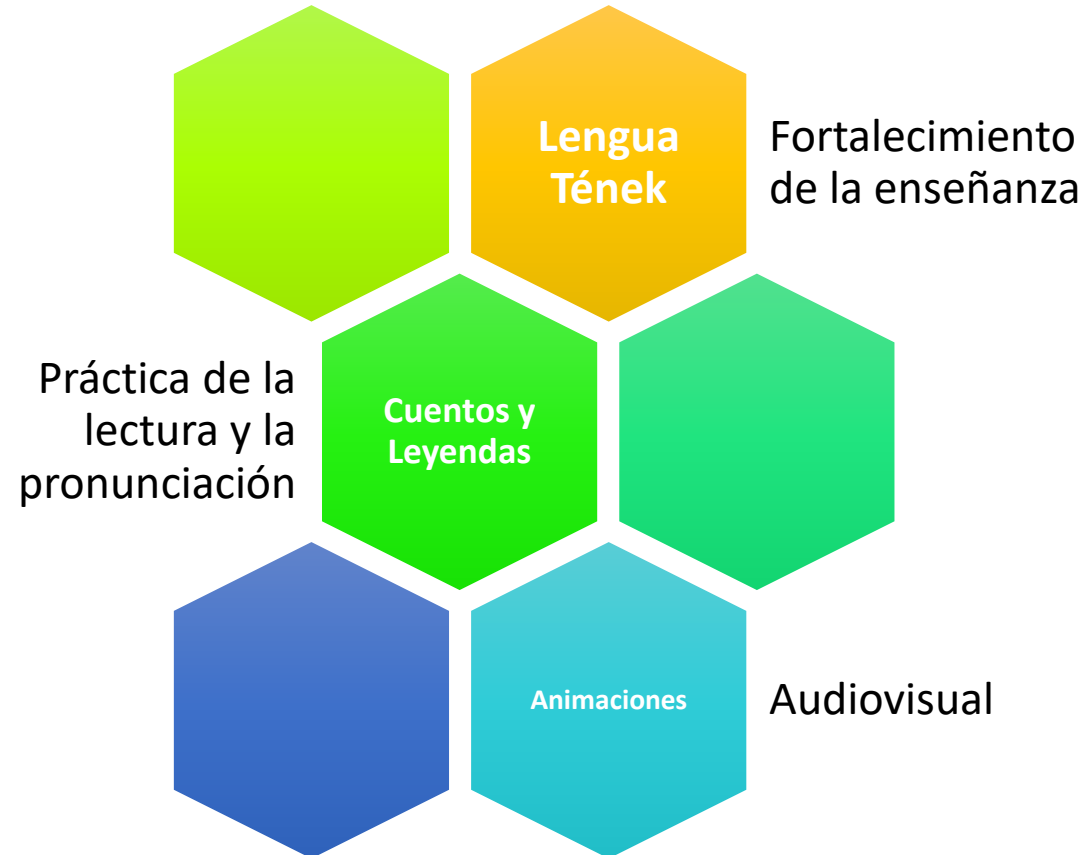 Lengua
Tének
Fortalecimiento
de la enseñanza
Práctica de la
lectura y la
pronunciación
Cuentos y
Leyendas
Animaciones
Audiovisual